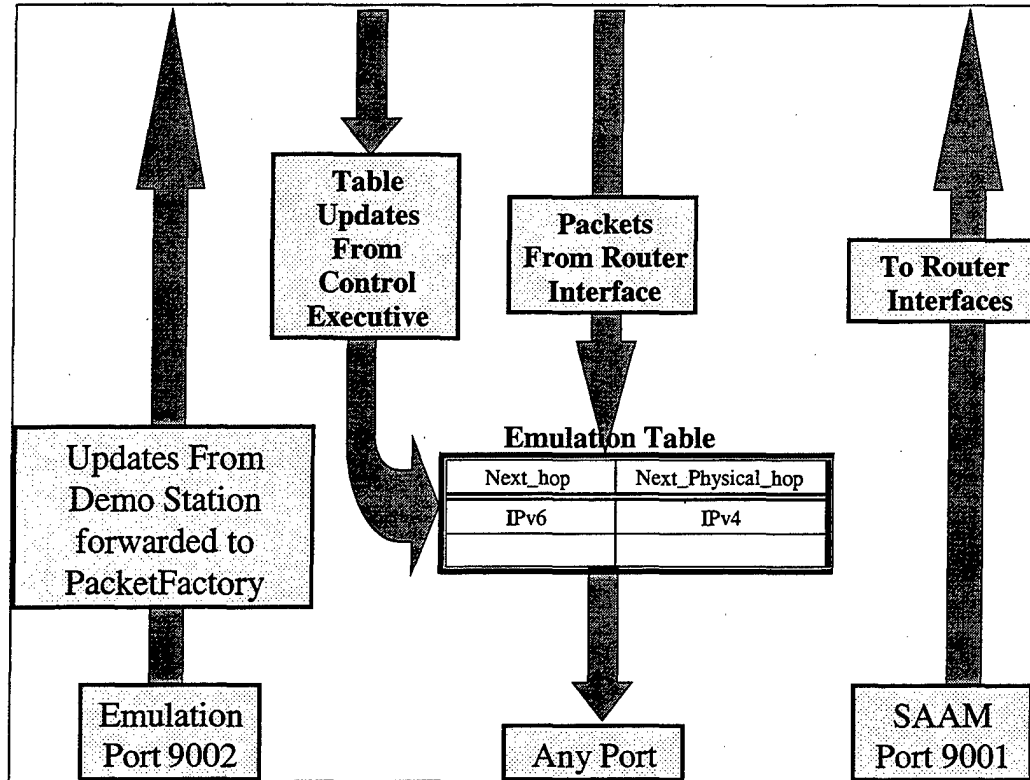 Table
Updates
From
Control
Executive
Packets
From Router
Interface
To Router
Interfaces
Updates From
Demo Station
forwarded to
PacketFactory
Emulation Table
Next_hop Next_Physical_hop
IPv6 IPv4
Emulation
Port 9002
Any Port
SAAM
Port 9001